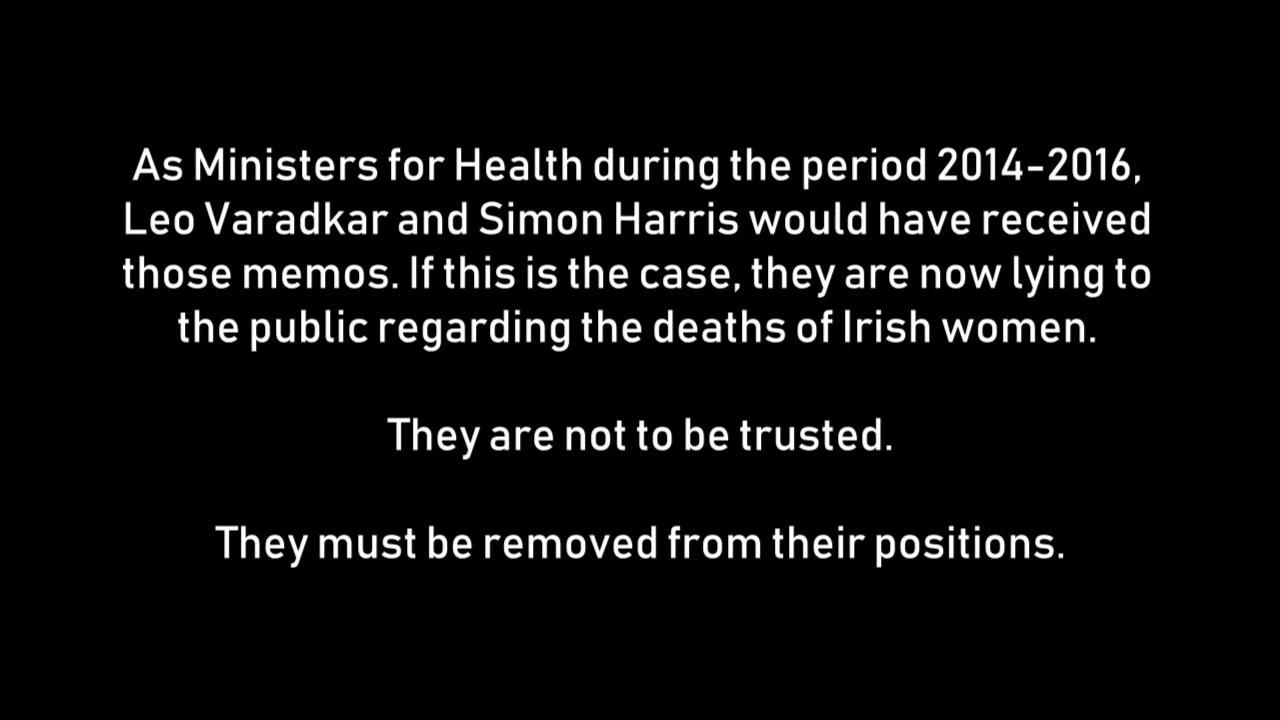 As Ministers for Health during the period 2014-2016,
Leo Varadkar and Simon Harris would have received
those memos. If this is the case, they are now lying to
the public regarding the deaths of Irish women.
They are not to be trusted.
They must be removed from their positions.